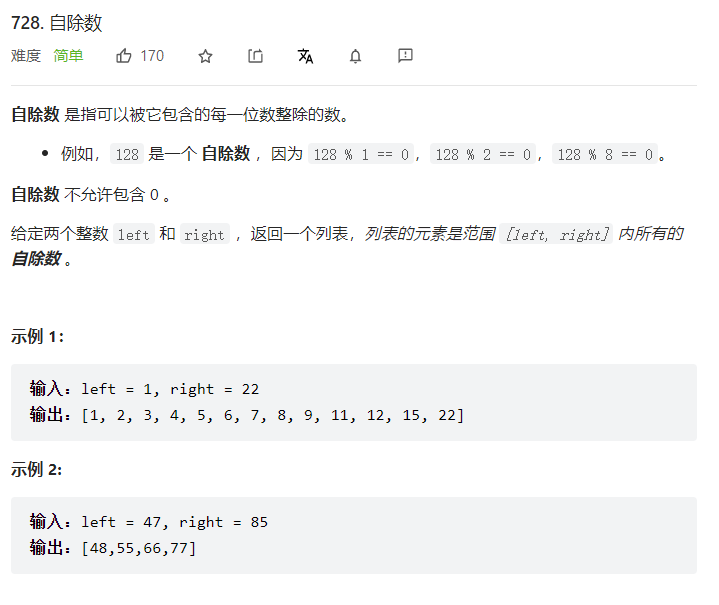 728. 自除数
难度 简单 170
自除数 是指可以被它包含的每一位数整除的数。
例如， 128 是一个 自除数 ，因为 128 % 1 == 0，128 % 2 == 0，128 % 8 == 0。
自除数 不允许包含 0 。
给定两个整数 left 和 right ，返回一个列表，列表的元素是范围 [left, right] 内所有的
自除数 。
示例 1：
输入：left = 1, right = 22
输出：[1, 2, 3, 4, 5, 6, 7, 8, 9, 11, 12, 15, 22]
示例 2:
输入：left = 47, right = 85
输出：[48,55,66,77]